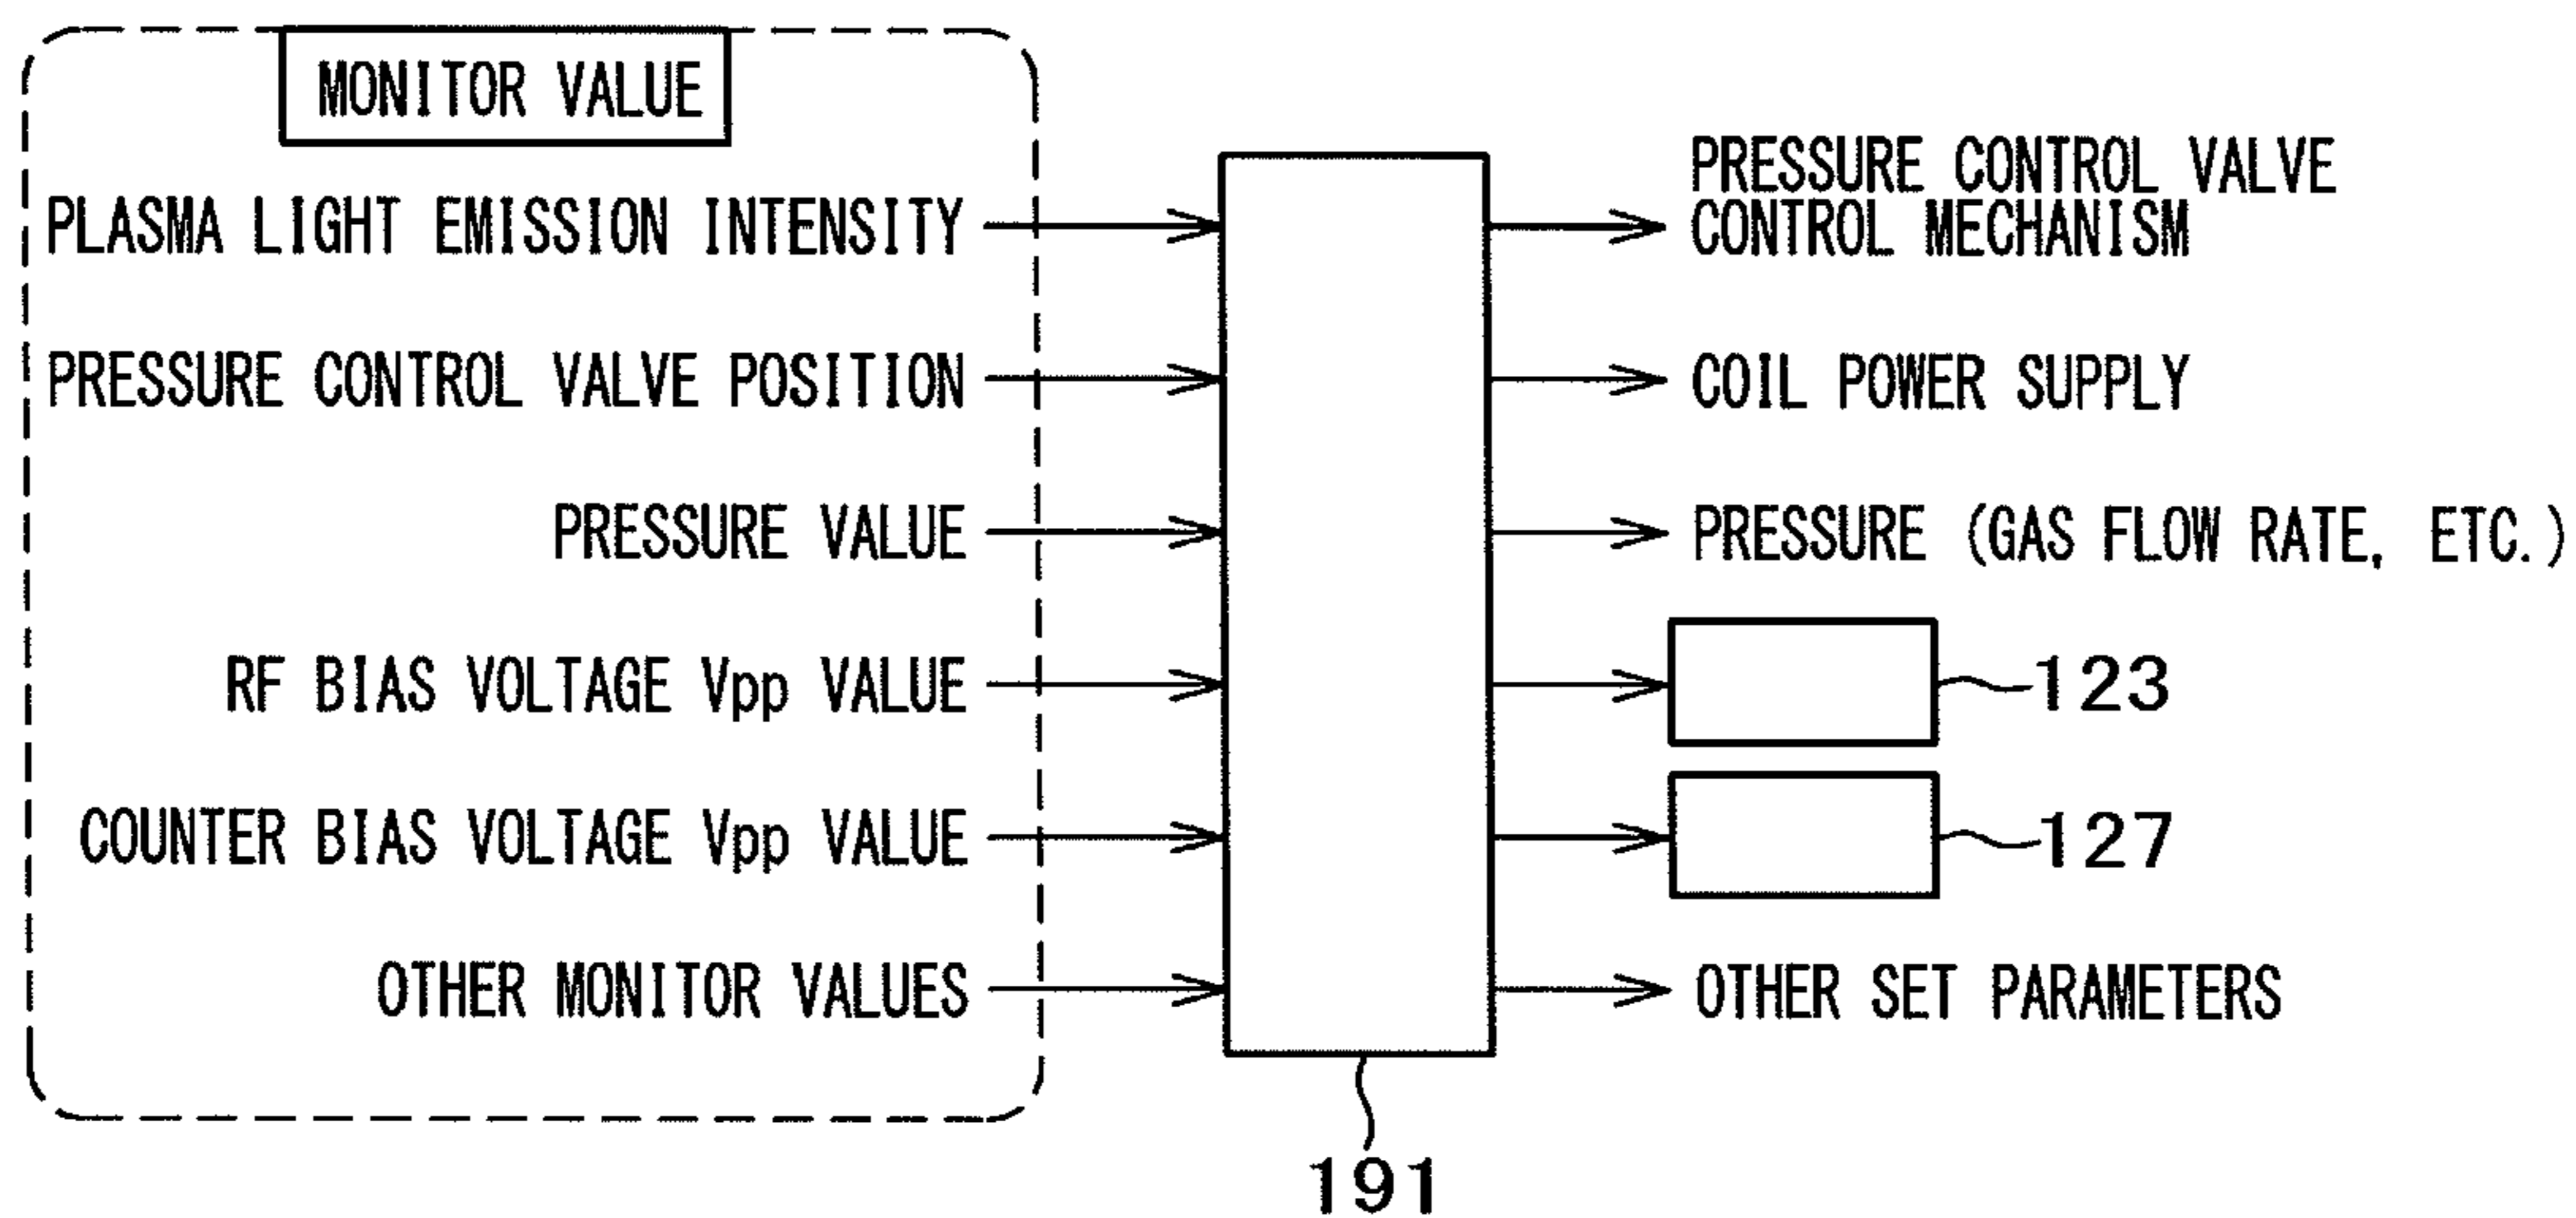 MONITOR VALUE
PLASMA LIGHT EMISSION INTENSITY
PRESSURE CONTROL VALVE POSITION
PRESSURE VALUE
RF BIAS VOLTAGE Vpp VALUE
COUNTER BIAS VOLTAGE Vpp VALUE
OTHER MONITOR VALUES
PRESSURE CONTROL VALVE
CONTROL MECHANISM
COIL POWER SUPPLY
PRESSURE (GAS FLOW RATE, ETC.)
123
127
OTHER SET PARAMETERS
191